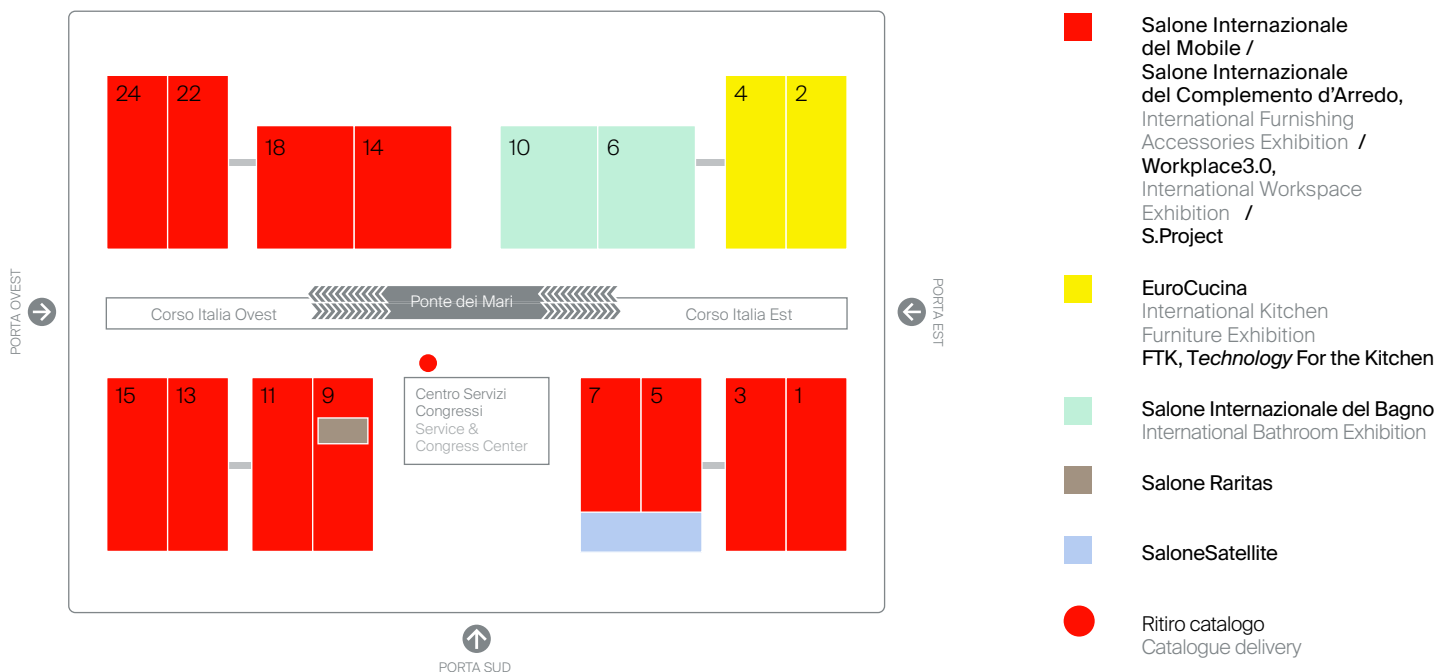 24
22
18
14
10
6
4
2
PORTA OVEST
Corso Italia Ovest
Ponte dei Mari
Corso Italia Est
PORTA EST
15
13
11
9
Centro Servizi
Congressi
Service &
Congress Center
7
5
3
1
PORTA SUD
Salone Internazionale
del Mobile /
Salone Internazionale
del Complemento d'Arredo,
International Furnishing
Accessories Exhibition /
Workplace3.0,
International Workspace
Exhibition /
S.Project
EuroCucina
International Kitchen
Furniture Exhibition
FTK, Technology For the Kitchen
Salone Internazionale del Bagno
International Bathroom Exhibition
Salone Raritas
SaloneSatellite
Ritiro catalogo
Catalogue delivery